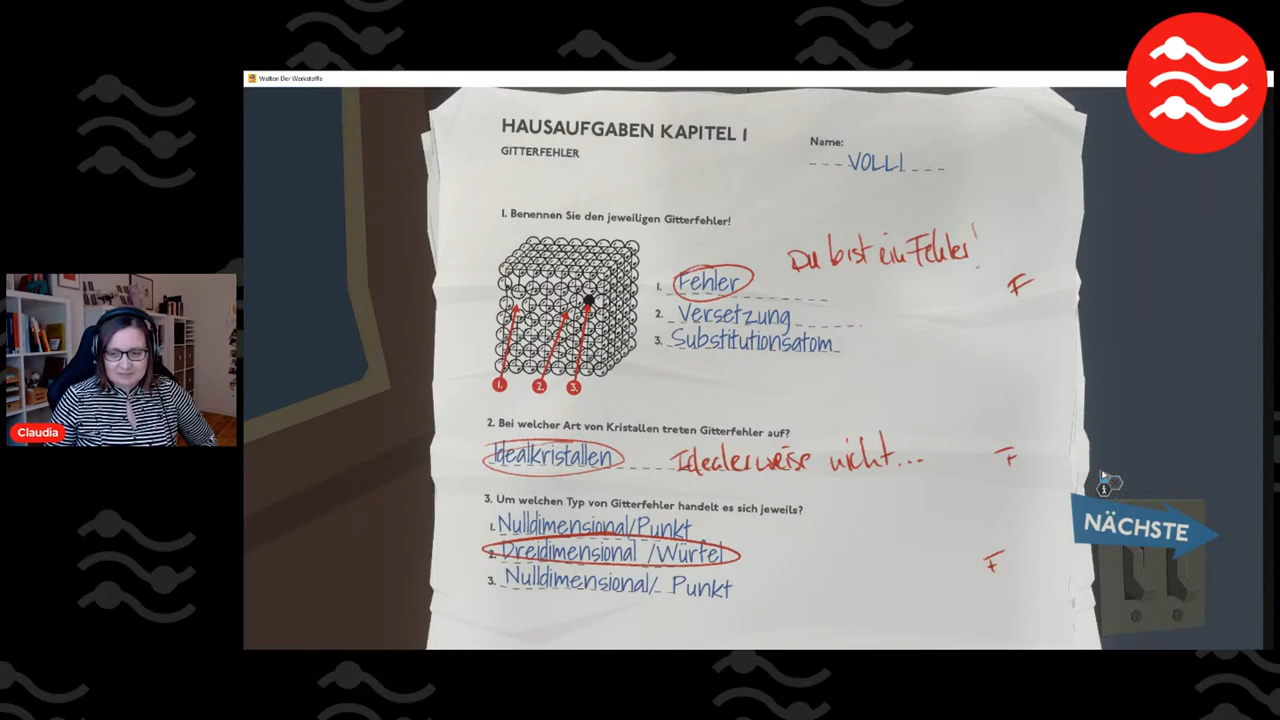 Welten Der Werkstoffe
HAUSAUFGABEN KAPITEL 1
GITTERFEHLER
Name:
VOLLI
1. Benennen Sie den jeweiligen Gitterfehler!
Du bist ein Fehler!
1. Fehler
F
2. Versetzung
3. Substitutionsatom
1. 2. 3.
2. Bei welcher Art von Kristallen treten Gitterfehler auf?
Idealkristallen Idealerweise nicht... F
3. Um welchen Typ von Gitterfehler handelt es sich jeweils?
1. Nulldimensional/Punkt
2. Dreidimensional /Würfel F
3. Nulldimensional/ Punkt
NÄCHSTE
Claudia